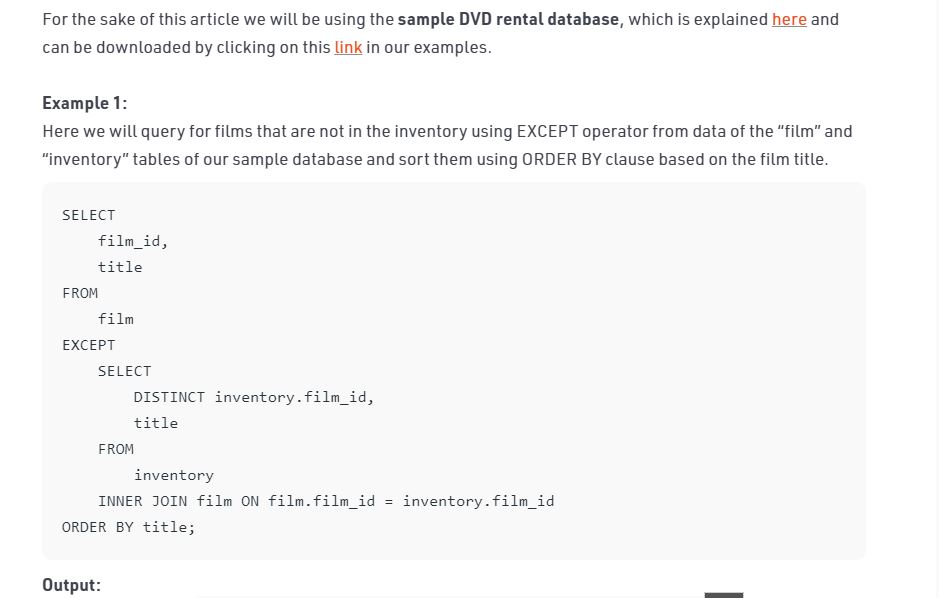 For the sake of this article we will be using the sample DVD rental database, which is explained here and
can be downloaded by clicking on this link in our examples.
Example 1:
Here we will query for films that are not in the inventory using EXCEPT operator from data of the “film” and
“inventory” tables of our sample database and sort them using ORDER BY clause based on the film title.
SELECT
    film_id,
    title
FROM
    film
EXCEPT
    SELECT
        DISTINCT inventory.film_id,
        title
    FROM
        inventory
    INNER JOIN film ON film.film_id = inventory.film_id
ORDER BY title;
Output: